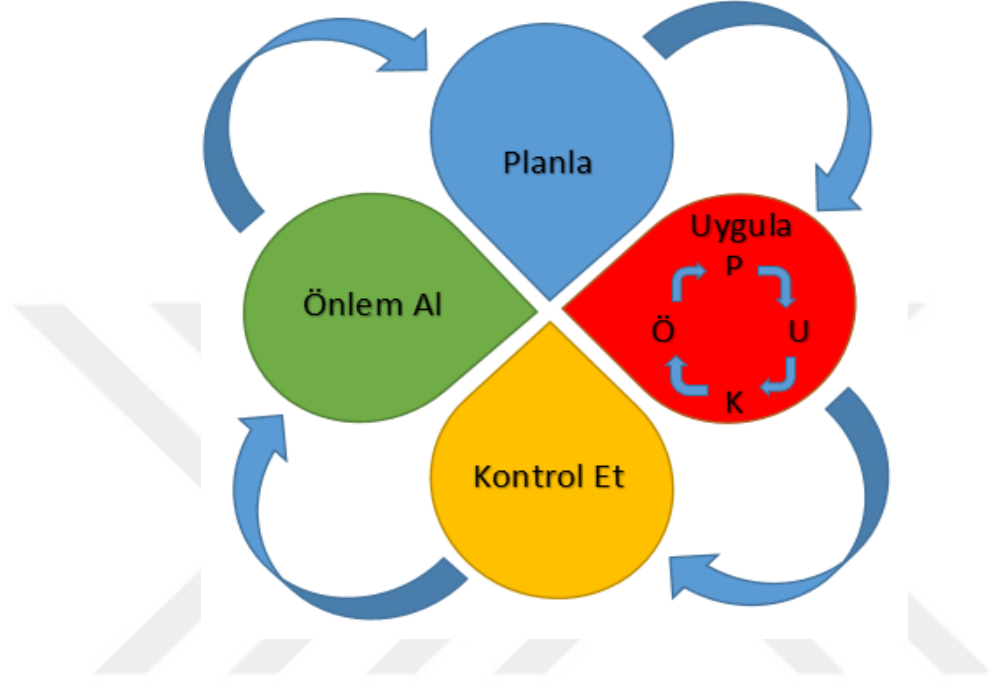 Planla
Uygula
P
Önlem Al
Ö
U
K
Kontrol Et